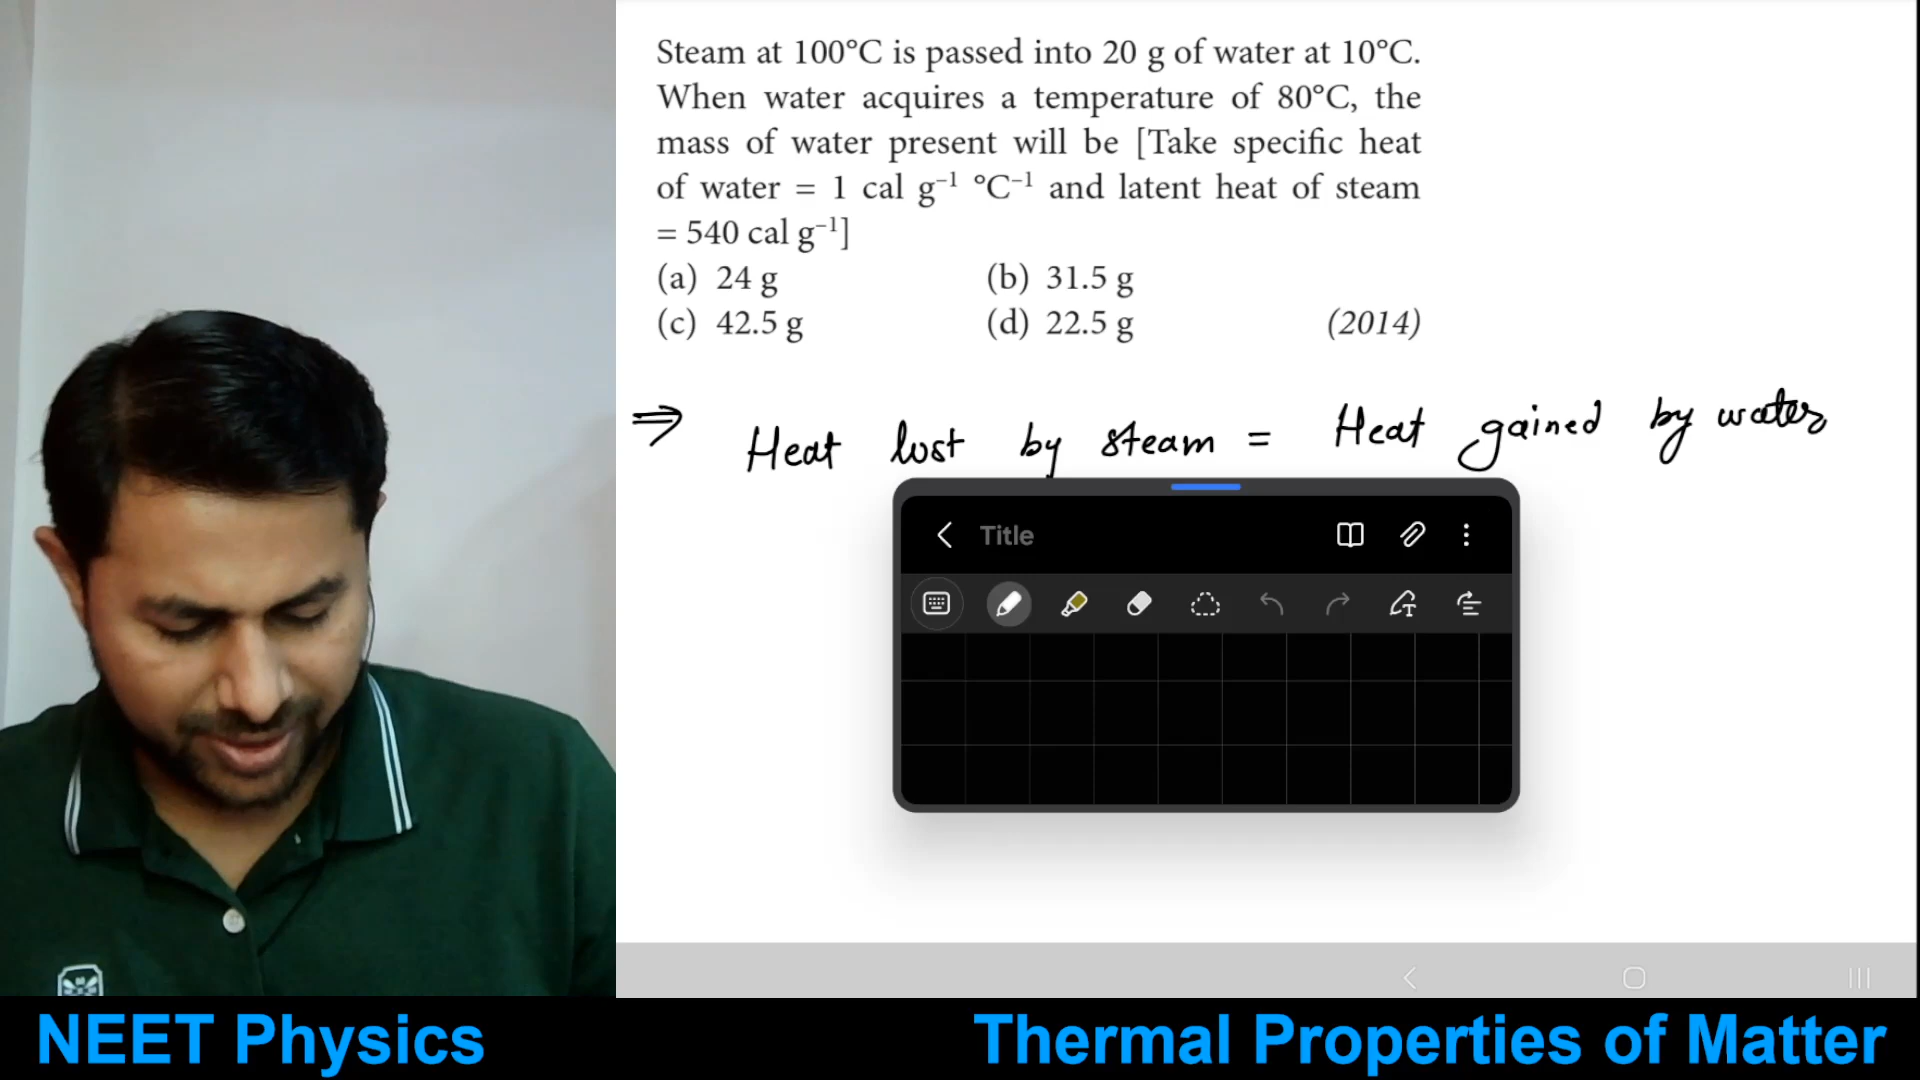 Steam at 100°C is passed into 20 g of water at 10°C.
When water acquires a temperature of 80°C, the
mass of water present will be [Take specific heat
of water = 1 cal g⁻¹ °C⁻¹ and latent heat of steam
= 540 cal g⁻¹]
(a) 24 g (b) 31.5 g
(c) 42.5 g (d) 22.5 g (2014)
⇒ Heat lost by steam = Heat gained by water
Title
NEET Physics
Thermal Properties of Matter